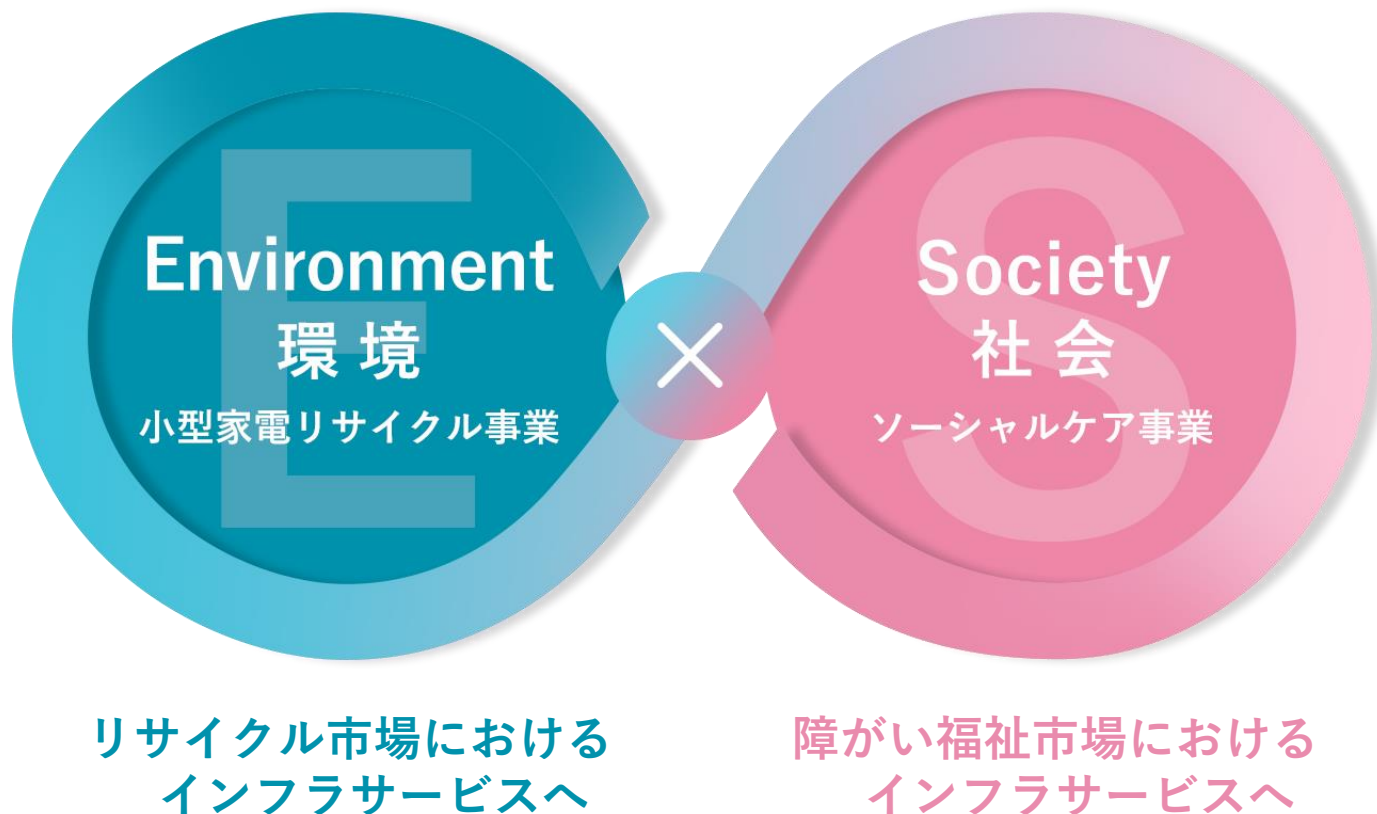 E
Environment
環境
小型家電リサイクル事業
×
S
Society
社会
ソーシャルケア事業
リサイクル市場における
インフラサービスへ
障がい福祉市場における
インフラサービスへ